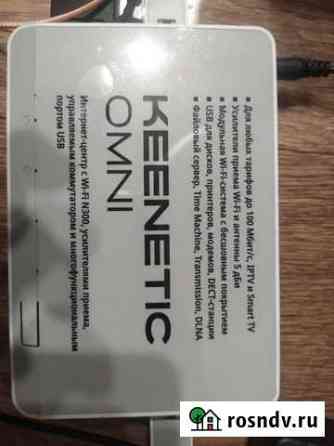 KEENETIC
OMNI
• Для любых тарифов до 100 Мбит/с, IPTV и Smart TV
• Усилители приема Wi-Fi и антенны 5 дБи
• Модульная Wi-Fi-система с бесшовным покрытием
• USB для дисков, принтеров, модемов, DECT-станции
• Файловый сервер, Time Machine, Transmission, DLNA
Интернет-центр с Wi-Fi N300, усилителями приема,
управляемым коммутатором и многофункциональным
портом USB
rosndv.ru